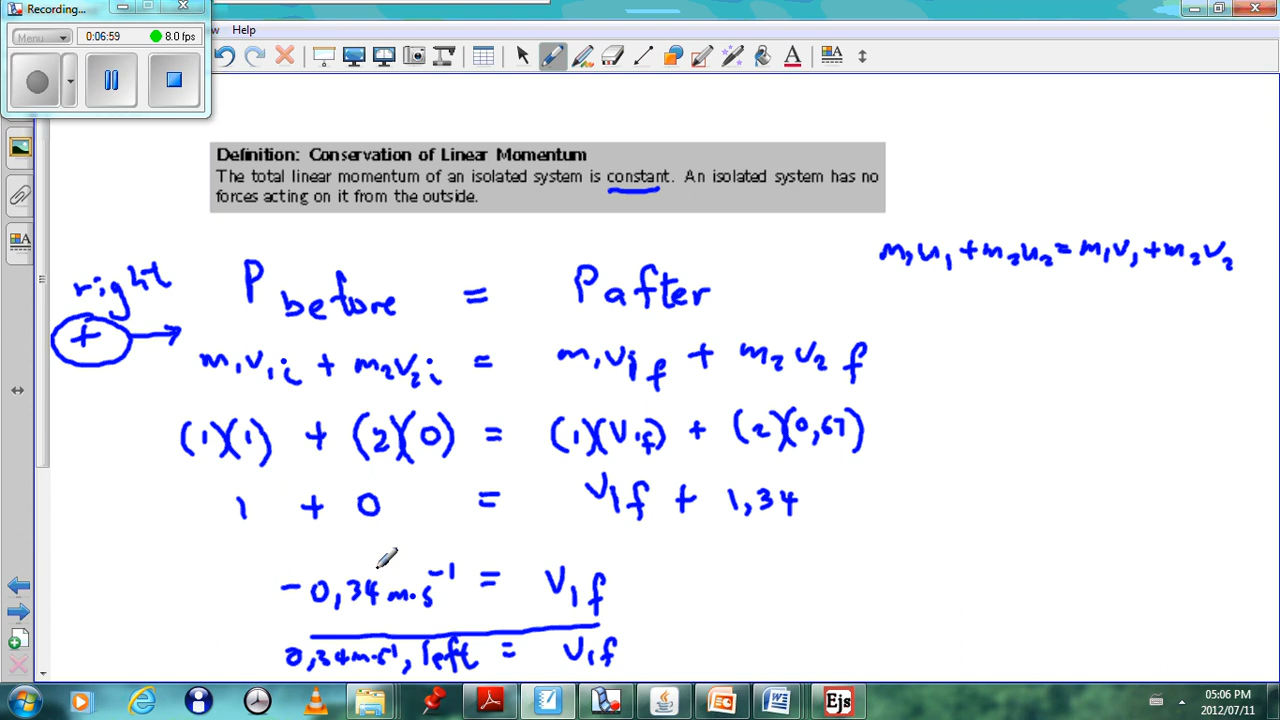 Recording...
Menu
0:06:59
8.0 fps
w Help
Definition: Conservation of Linear Momentum
The total linear momentum of an isolated system is constant. An isolated system has no
forces acting on it from the outside.
m₁u₁ + m₂u₂ = m₁v₁ + m₂v₂
right
+
P before = P after
m₁v₁i + m₂v₂i = m₁v₁f + m₂v₂f
(1)(1) + (2)(0) = (1)(V₁f) + (2)(0,67)
1 + 0 = V₁f + 1,34
-0,34 m·s⁻¹ = V₁f
0,34 m·s⁻¹, left = V₁f
Ejs
05:06 PM
2012/07/11